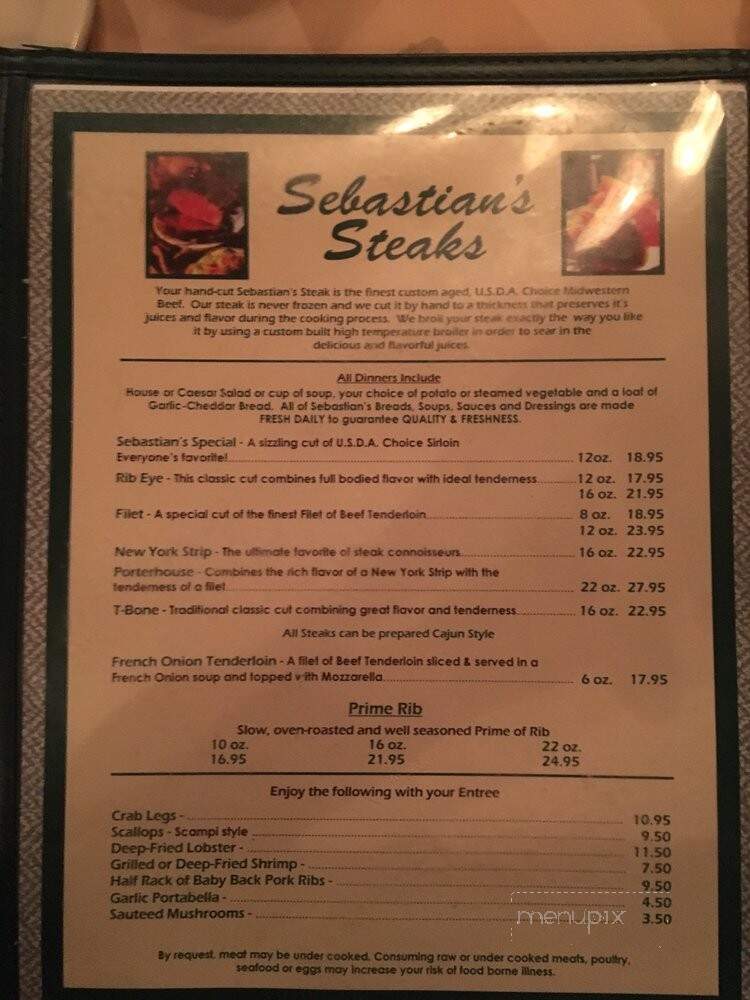 Sebastian's
Steaks
Your hand-cut Sebastian's Steak is the finest custom aged, U.S.D.A. Choice Midwestern
Beef. Our steak is never frozen and we cut it by hand to a thickness that preserves it's
juices and flavor during the cooking process. We broil your steak exactly the way you like
it by using a custom built high temperature broiler in order to sear in the
delicious and flavorful juices.
All Dinners Include
House or Caesar Salad or cup of soup, your choice of potato or steamed vegetable and a loaf of
Garlic-Cheddar Bread. All of Sebastian's Breads, Soups, Sauces and Dressings are made
FRESH DAILY to guarantee QUALITY & FRESHNESS.
Sebastian's Special - A sizzling cut of U.S.D.A. Choice Sirloin
Everyone's favorite! 12oz. 18.95
Rib Eye - This classic cut combines full bodied flavor with ideal tenderness 12 oz. 17.95
16 oz. 21.95
Filet - A special cut of the finest Filet of Beef Tenderloin 8 oz. 18.95
12 oz. 23.95
New York Strip - The ultimate favorite of steak connoisseurs 16 oz. 22.95
Porterhouse - Combines the rich flavor of a New York Strip with the
tenderness of a filet 22 oz. 27.95
T-Bone - Traditional classic cut combining great flavor and tenderness 16 oz. 22.95
All Steaks can be prepared Cajun Style
French Onion Tenderloin - A filet of Beef Tenderloin sliced & served in a
French Onion soup and topped with Mozzarella 6 oz. 17.95
Prime Rib
Slow, oven-roasted and well seasoned Prime of Rib
10 oz. 16 oz. 22 oz.
16.95 21.95 24.95
Enjoy the following with your Entree
Crab Legs - 10.95
Scallops - Scampi style 9.50
Deep-Fried Lobster - 11.50
Grilled or Deep-Fried Shrimp - 7.50
Half Rack of Baby Back Pork Ribs - 9.50
Garlic Portabella - 4.50
Sauteed Mushrooms - 3.50
menupix
By request, meat may be under cooked. Consuming raw or under cooked meats, poultry,
seafood or eggs may increase your risk of food borne illness.